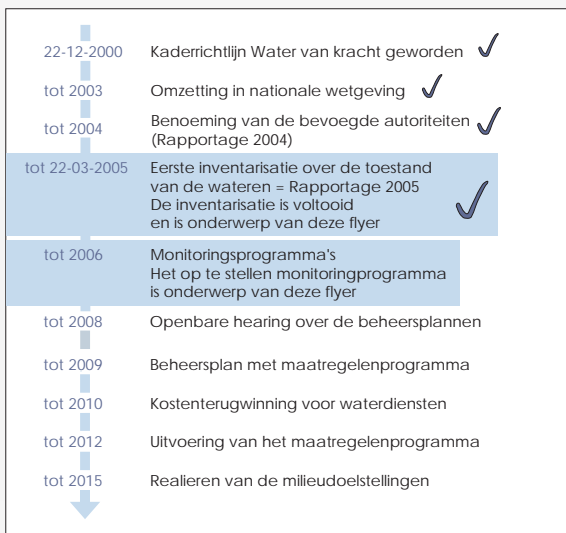 22-12-2000 Kaderrichtlijn Water van kracht geworden
tot 2003 Omzetting in nationale wetgeving
tot 2004 Benoeming van de bevoegde autoriteiten
(Rapportage 2004)
tot 22-03-2005 Eerste inventarisatie over de toestand
van de wateren = Rapportage 2005
De inventarisatie is voltooid
en is onderwerp van deze flyer
tot 2006 Monitoringsprogramma's
Het op te stellen monitoringprogramma
is onderwerp van deze flyer
tot 2008 Openbare hearing over de beheersplannen
tot 2009 Beheersplan met maatregelenprogramma
tot 2010 Kostenterugwinning voor waterdiensten
tot 2012 Uitvoering van het maatregelenprogramma
tot 2015 Realieren van de milieudoelstellingen